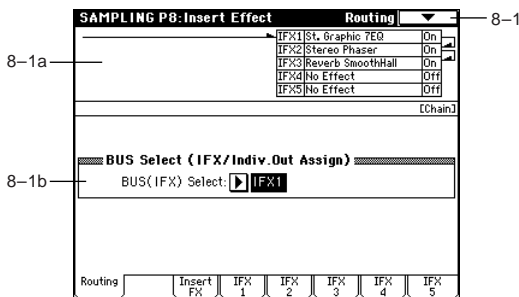 SAMPLING P8:Insert Effect Routing
8–1
IFX1 St. Graphic 7EQ On
IFX2 Stereo Phaser On
8–1a
IFX3 Reverb SmoothHall On
IFX4 No Effect Off
IFX5 No Effect Off
[Chain]
BUS Select (IFX/Indiv.Out Assign)
8–1b
BUS(IFX) Select: IFX1
Routing Insert FX IFX 1 IFX 2 IFX 3 IFX 4 IFX 5